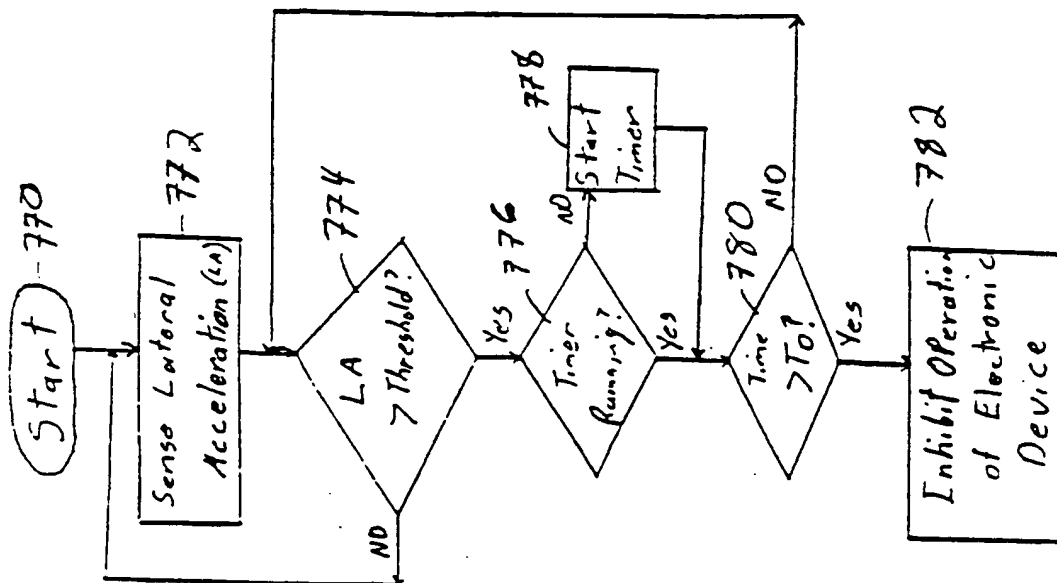 Start
770
Sense Lateral
Acceleration (LA)
772
LA
> Threshold?
774
NO
Yes
Timer
Running?
776
NO
Start
Timer
778
Yes
Time
> TO?
780
NO
Yes
Inhibit OPeration
of Electronic
Device
782